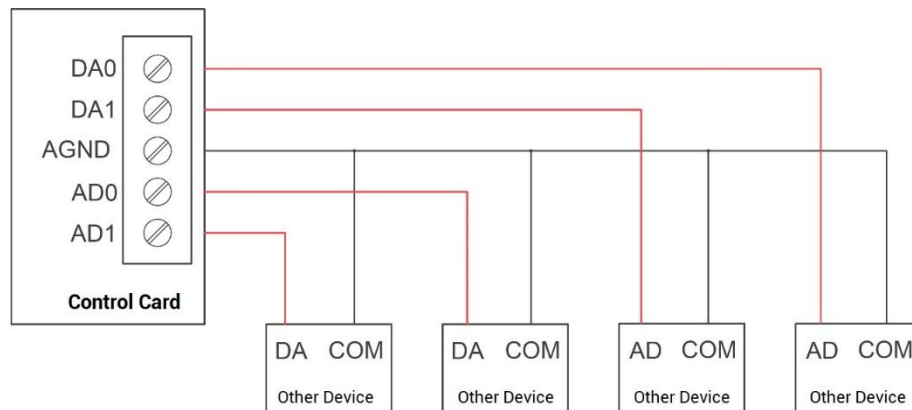 DA0
DA1
AGND
AD0
AD1
Control Card
DA COM
Other Device
DA COM
Other Device
AD COM
Other Device
AD COM
Other Device